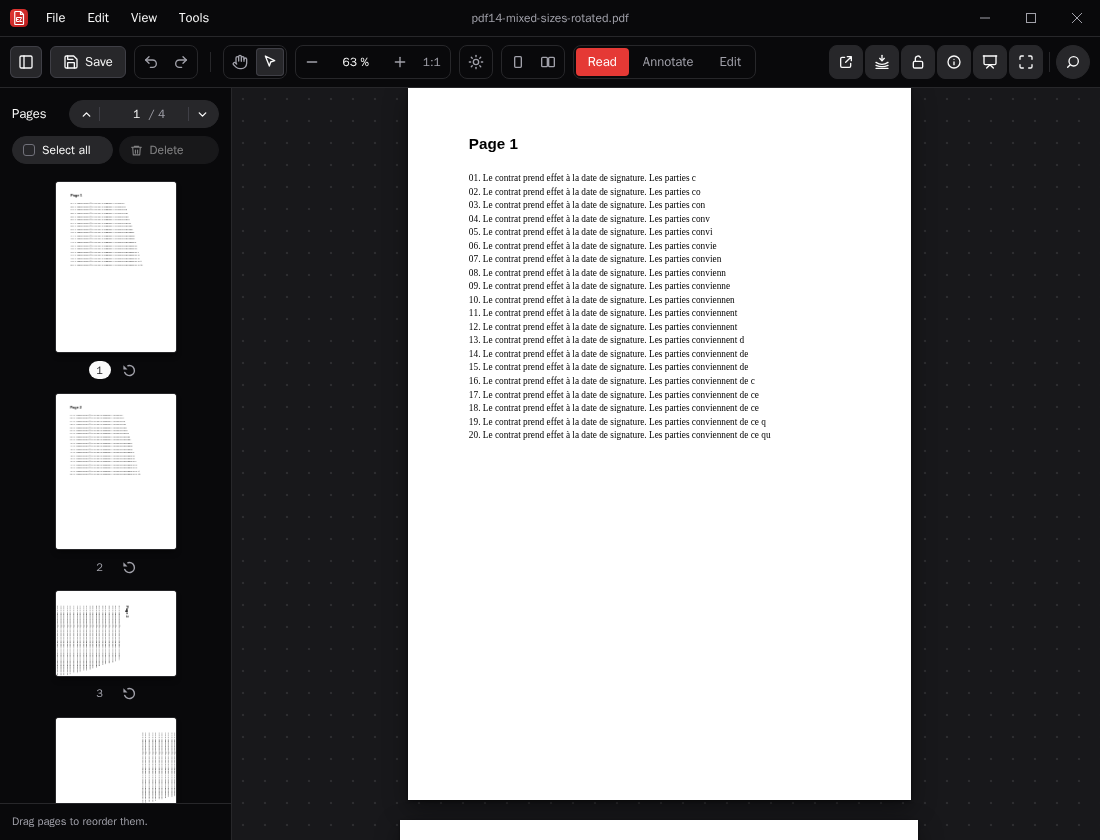 File Edit View Tools
pdf14-mixed-sizes-rotated.pdf
Save
63 %
1:1
Read Annotate Edit
Pages
1 / 4
Select all
Delete
Page 1
1
Page 2
2
3
Drag pages to reorder them.
Page 1
01. Le contrat prend effet à la date de signature. Les parties c
02. Le contrat prend effet à la date de signature. Les parties co
03. Le contrat prend effet à la date de signature. Les parties con
04. Le contrat prend effet à la date de signature. Les parties conv
05. Le contrat prend effet à la date de signature. Les parties convi
06. Le contrat prend effet à la date de signature. Les parties convie
07. Le contrat prend effet à la date de signature. Les parties convien
08. Le contrat prend effet à la date de signature. Les parties convienn
09. Le contrat prend effet à la date de signature. Les parties convienne
10. Le contrat prend effet à la date de signature. Les parties conviennen
11. Le contrat prend effet à la date de signature. Les parties conviennent
12. Le contrat prend effet à la date de signature. Les parties conviennent
13. Le contrat prend effet à la date de signature. Les parties conviennent d
14. Le contrat prend effet à la date de signature. Les parties conviennent de
15. Le contrat prend effet à la date de signature. Les parties conviennent de
16. Le contrat prend effet à la date de signature. Les parties conviennent de c
17. Le contrat prend effet à la date de signature. Les parties conviennent de ce
18. Le contrat prend effet à la date de signature. Les parties conviennent de ce
19. Le contrat prend effet à la date de signature. Les parties conviennent de ce q
20. Le contrat prend effet à la date de signature. Les parties conviennent de ce qu